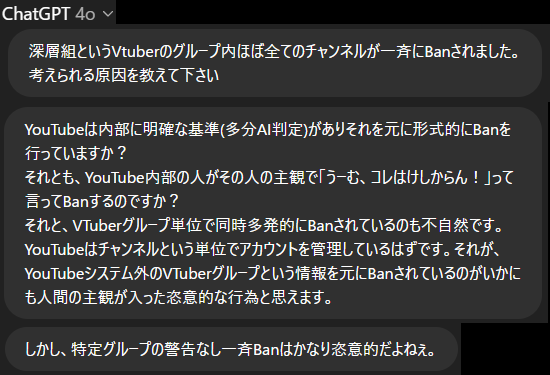 ChatGPT 4o
深層組というVtuberのグループ内ほぼ全てのチャンネルが一斉にBanされました。
考えられる原因を教えて下さい
YouTubeは内部に明確な基準(多分AI判定)がありそれを元に形式的にBanを
行っていますか？
それとも、YouTube内部の人がその人の主観で「うーむ、コレはけしからん！」って
言ってBanするのですか？
それと、VTuberグループ単位で同時多発的にBanされているのも不自然です。
YouTubeはチャンネルという単位でアカウントを管理しているはずです。それが、
YouTubeシステム外のVTuberグループという情報を元にBanされているのがいかに
も人間の主観が入った恣意的な行為と思えます。
しかし、特定グループの警告なし一斉Banはかなり恣意的だよねぇ。